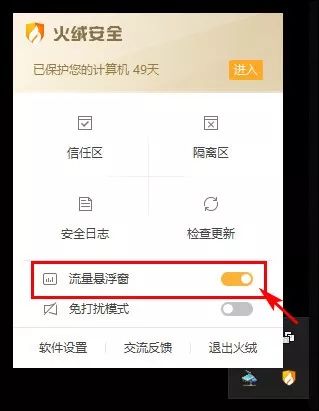 火绒安全
已保护您的计算机 49天 进入
信任区 隔离区
安全日志 检查更新
流量悬浮窗
免打扰模式
软件设置 交流反馈 退出火绒